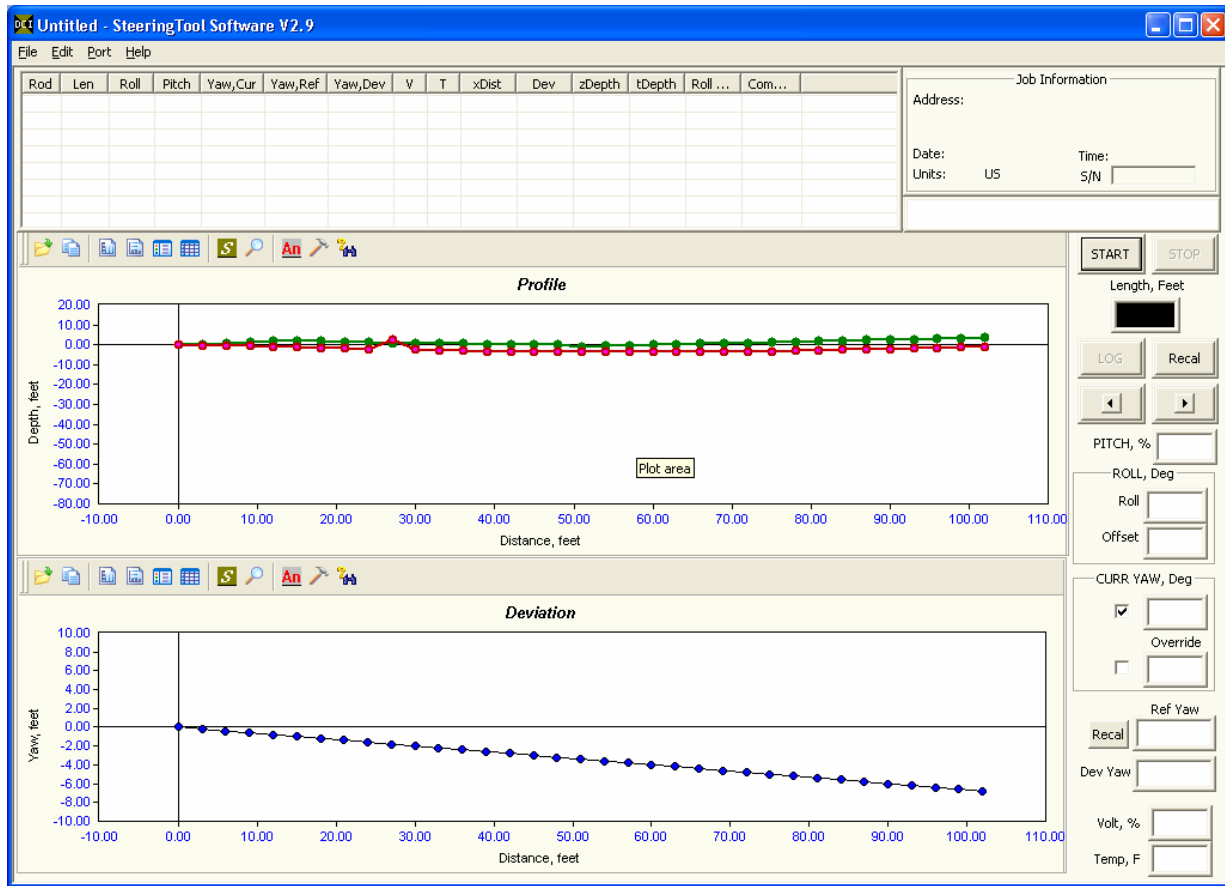 DCI Untitled - SteeringTool Software V2.9
File Edit Port Help
Rod Len Roll Pitch Yaw,Cur Yaw,Ref Yaw,Dev V T xDist Dev zDepth tDepth Roll ... Com...
Job Information
Address:
Date: Time:
Units: US S/N
S An
Profile
20.00
10.00
0.00
-10.00
-20.00
-30.00
-40.00
-50.00
-60.00
-70.00
-80.00
Depth, feet
Plot area
-10.00 0.00 10.00 20.00 30.00 40.00 50.00 60.00 70.00 80.00 90.00 100.00 110.00
Distance, feet
S An
Deviation
10.00
8.00
6.00
4.00
2.00
0.00
-2.00
-4.00
-6.00
-8.00
-10.00
Yaw, feet
-10.00 0.00 10.00 20.00 30.00 40.00 50.00 60.00 70.00 80.00 90.00 100.00 110.00
Distance, feet
START STOP
Length, Feet
LOG Recal
PITCH, %
ROLL, Deg
Roll
Offset
CURR YAW, Deg
Override
Ref Yaw
Recal
Dev Yaw
Volt, %
Temp, F